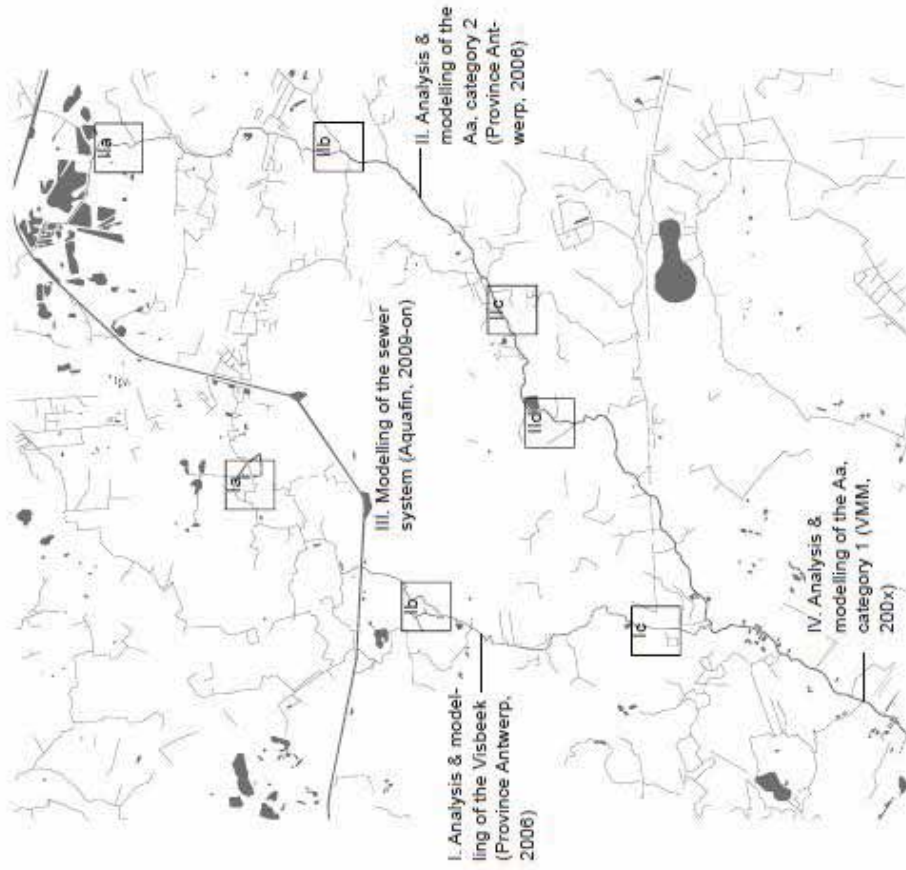 I. Analysis & model-
ling of the Visbeek
(Province Antwerp,
2006)
Ia
Ib
Ic
II. Analysis &
modelling of the
Aa, category 2
(Province Ant-
werp, 2006)
IIa
IIb
IIc
IId
III. Modelling of the sewer
system (Aquafin, 2009-on)
IV. Analysis &
modelling of the Aa,
category 1 (VMM,
200x)